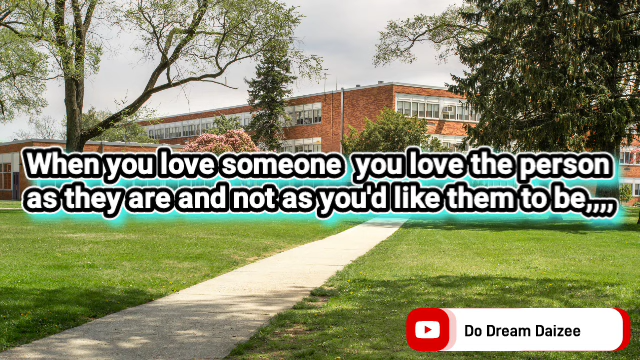 When you love someone  you love the person
as they are and not as you'd like them to be,,,,
Do Dream Daizee